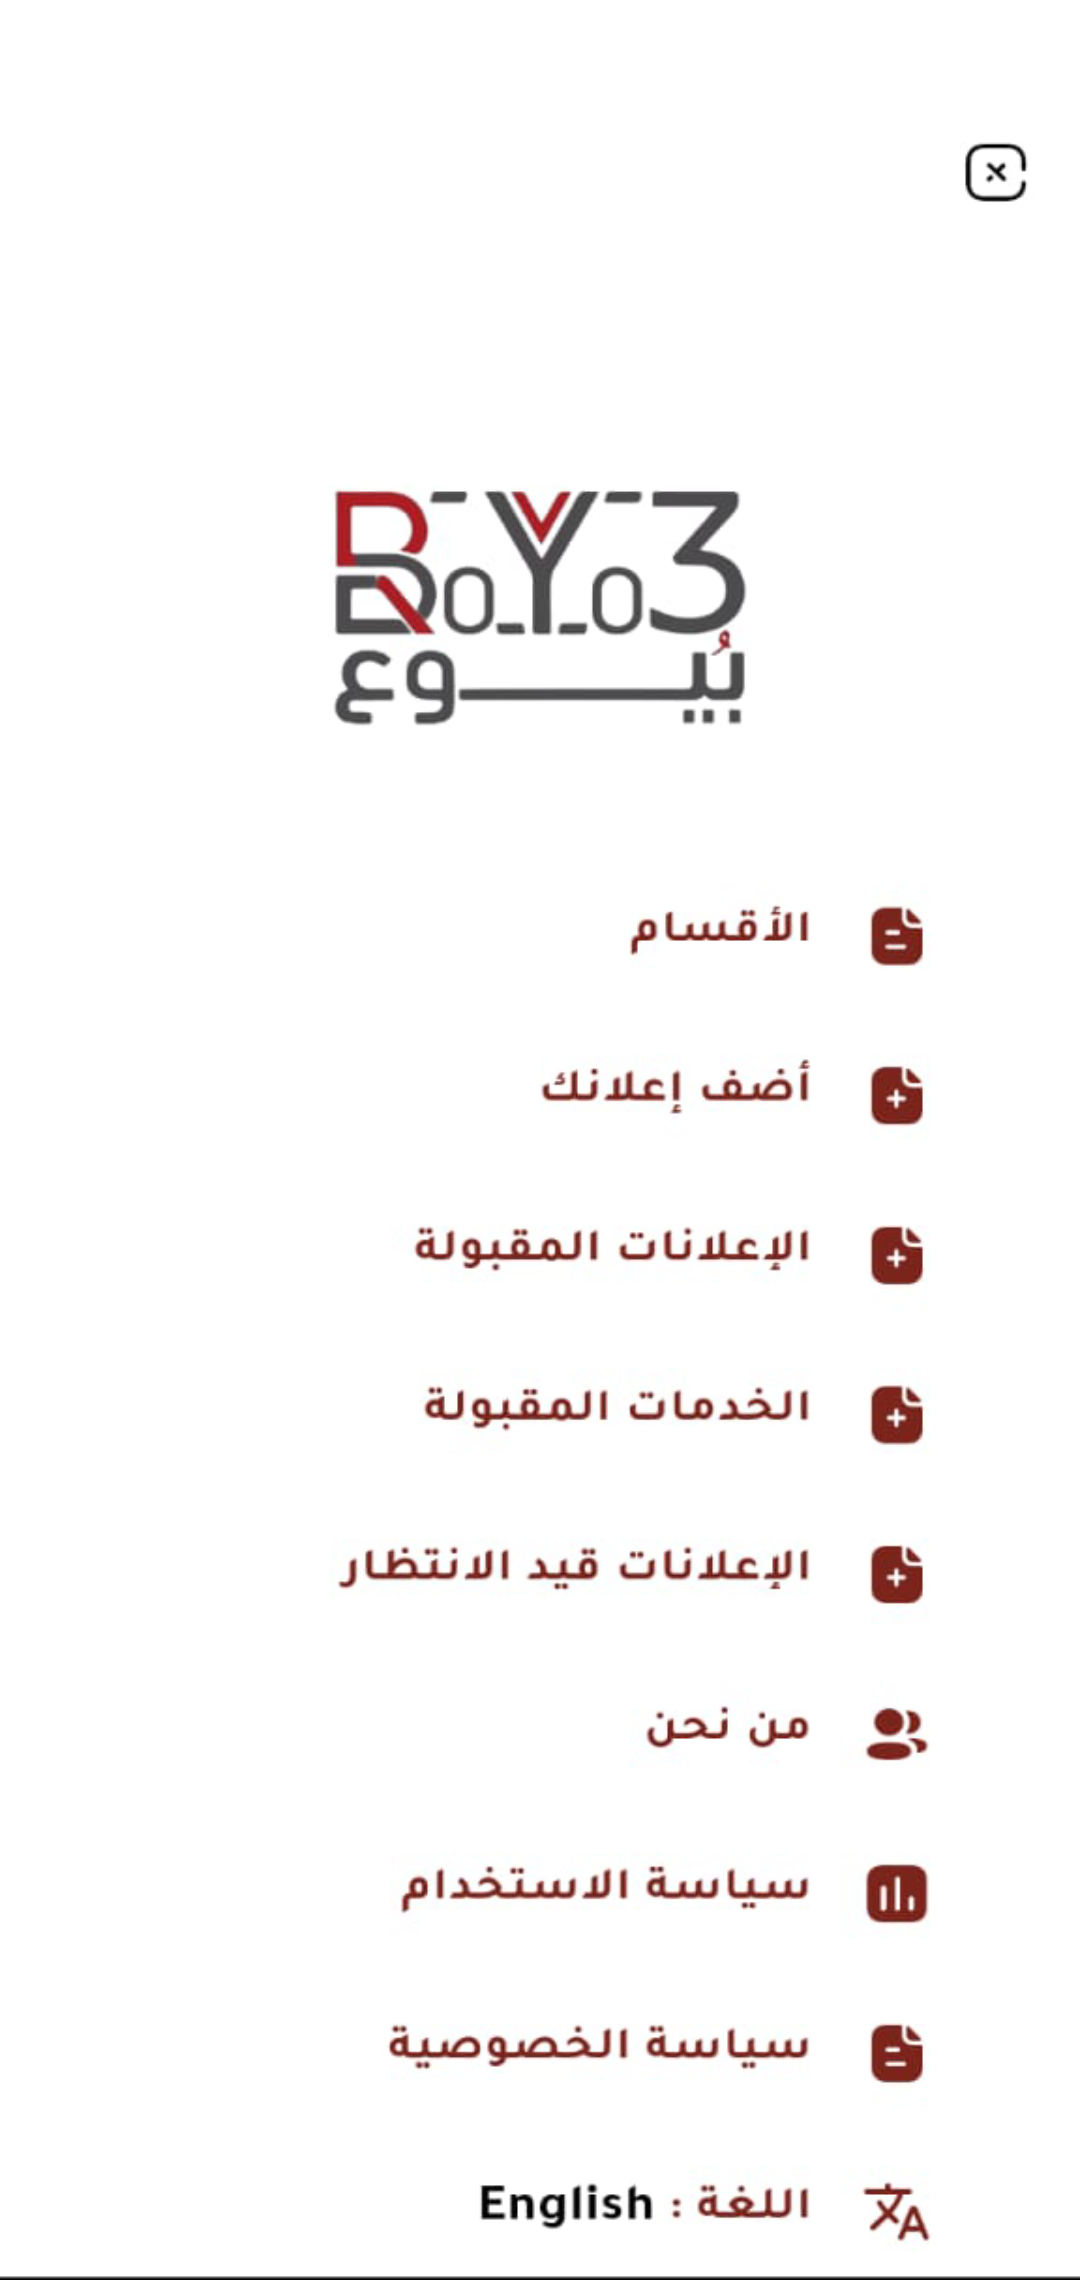 BoYo3
بُيـــوع
الأقسام
أضف إعلانك
الإعلانات المقبولة
الخدمات المقبولة
الإعلانات قيد الانتظار
من نحن
سياسة الاستخدام
سياسة الخصوصية
اللغة : English